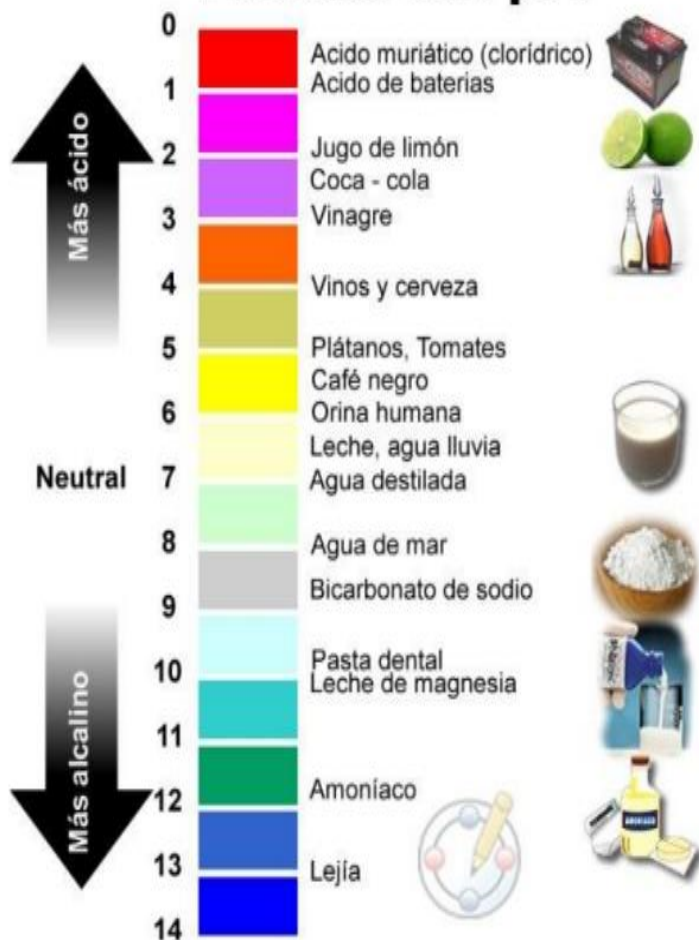 0
Acido muriático (clorídrico)
1
Acido de baterias
2
Jugo de limón
Coca - cola
3
Vinagre
Más ácido
4
Vinos y cerveza
5
Plátanos, Tomates
Café negro
6
Orina humana
Leche, agua lluvia
Neutral
7
Agua destilada
8
Agua de mar
Bicarbonato de sodio
9
10
Pasta dental
Leche de magnesia
11
Más alcalino
12
Amoníaco
13
Lejía
14